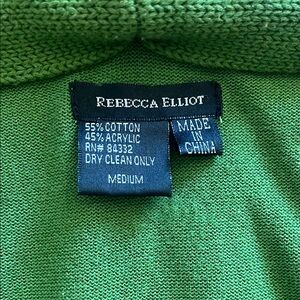 REBECCA ELLIOT
55% COTTON
45% ACRYLIC
RN# 84332
DRY CLEAN ONLY
MEDIUM
MADE
IN
CHINA